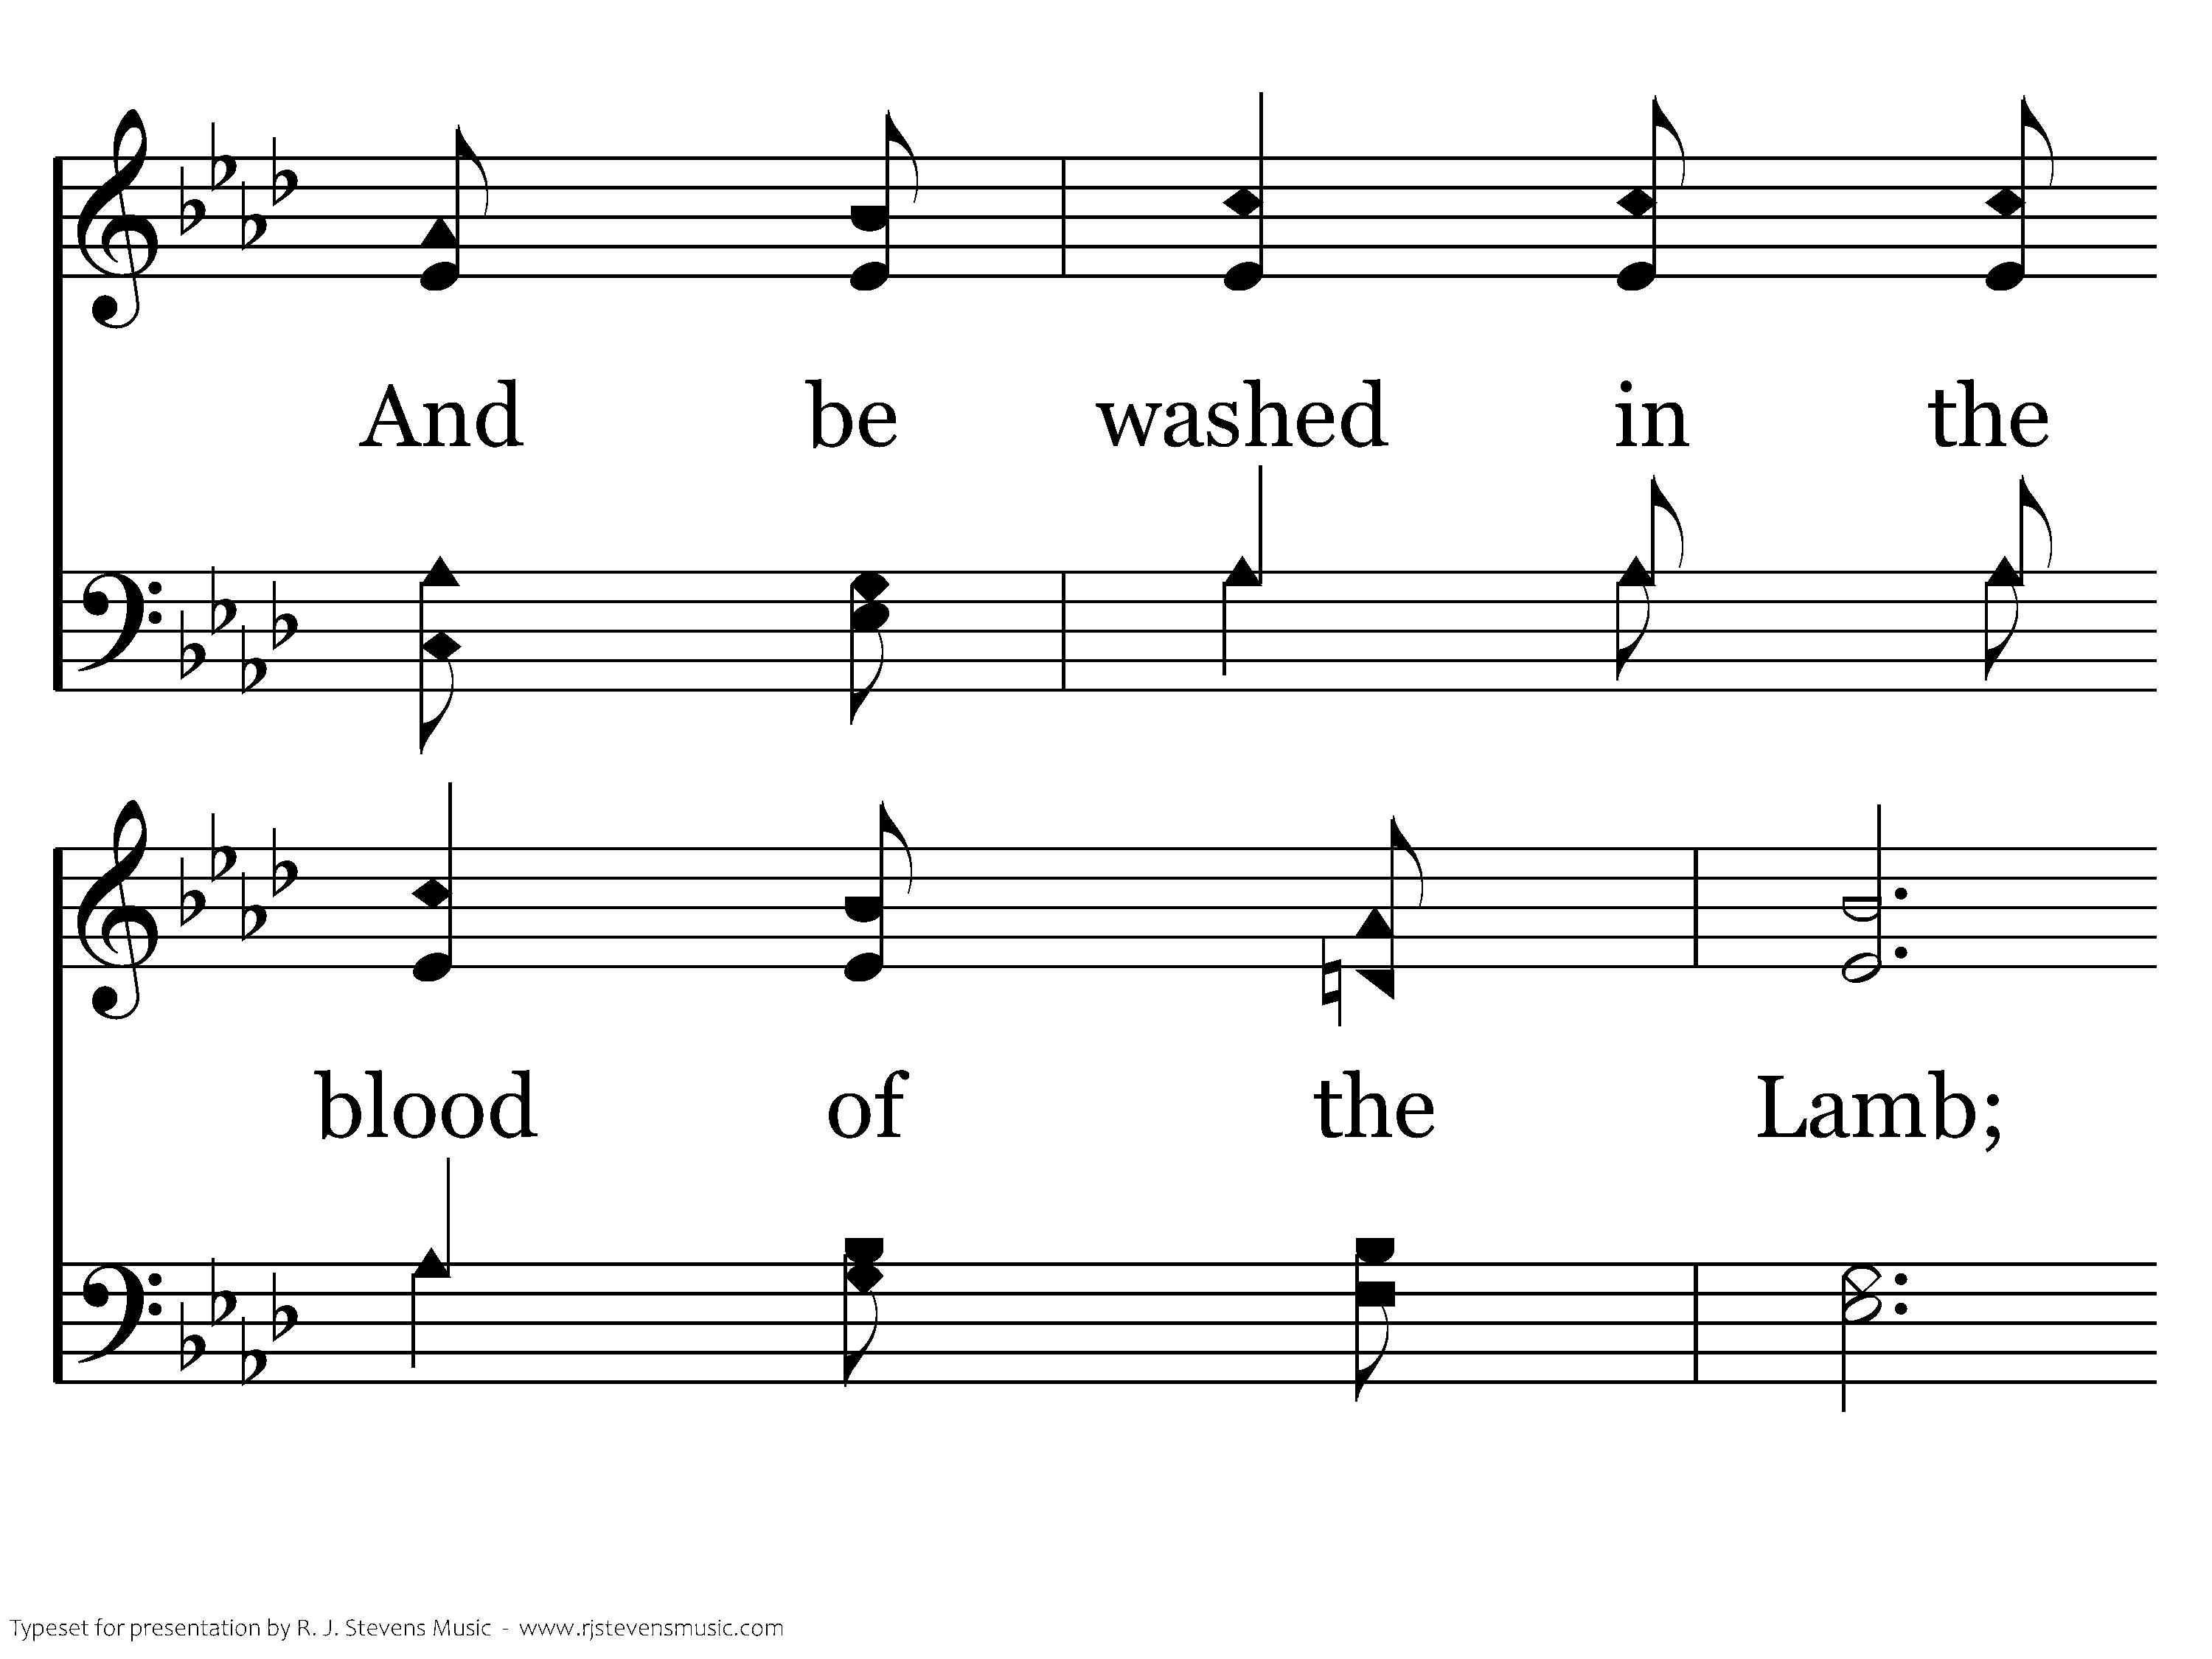 And be washed in the
blood of the Lamb;
Typeset for presentation by R. J. Stevens Music - www.rjstevensmusic.com